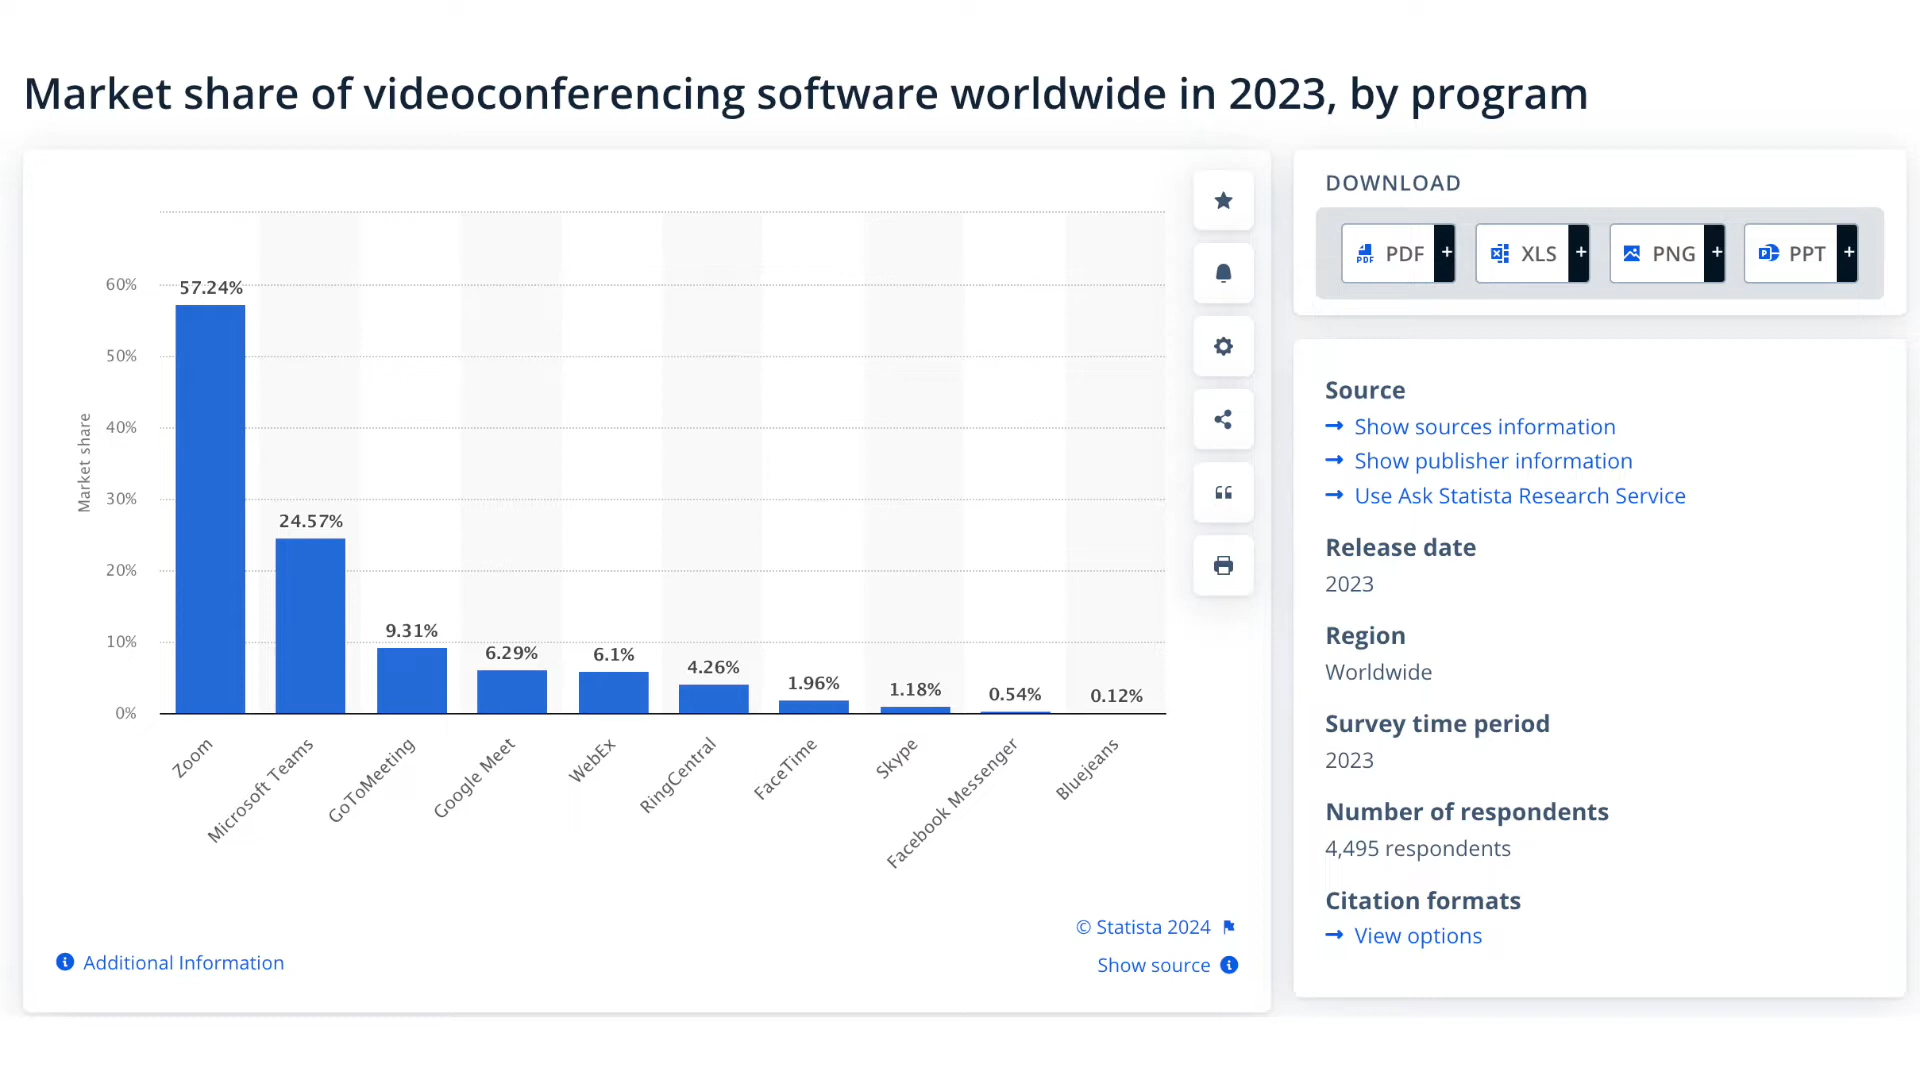 Market share of videoconferencing software worldwide in 2023, by program
Market share
60%
50%
40%
30%
20%
10%
0%
57.24%
24.57%
9.31%
6.29%
6.1%
4.26%
1.96%
1.18%
0.54%
0.12%
Zoom
Microsoft Teams
GoToMeeting
Google Meet
WebEx
RingCentral
FaceTime
Skype
Facebook Messenger
Bluejeans
© Statista 2024
Additional Information
Show source
DOWNLOAD
PDF +
XLS +
PNG +
PPT +
Source
→ Show sources information
→ Show publisher information
→ Use Ask Statista Research Service
Release date
2023
Region
Worldwide
Survey time period
2023
Number of respondents
4,495 respondents
Citation formats
→ View options